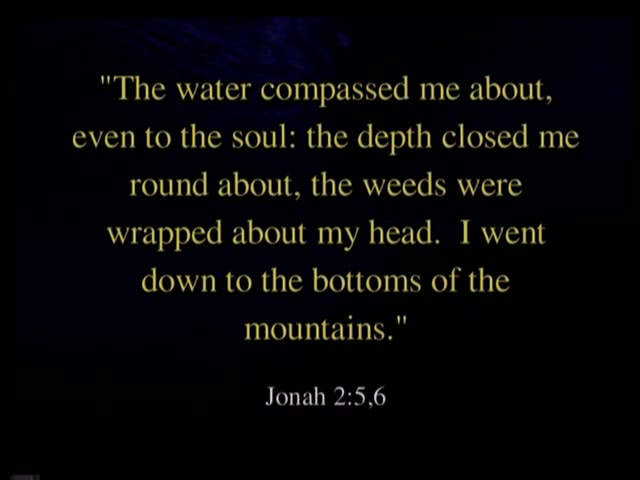 "The water compassed me about,
even to the soul: the depth closed me
round about, the weeds were
wrapped about my head.  I went
down to the bottoms of the
mountains."
Jonah 2:5,6